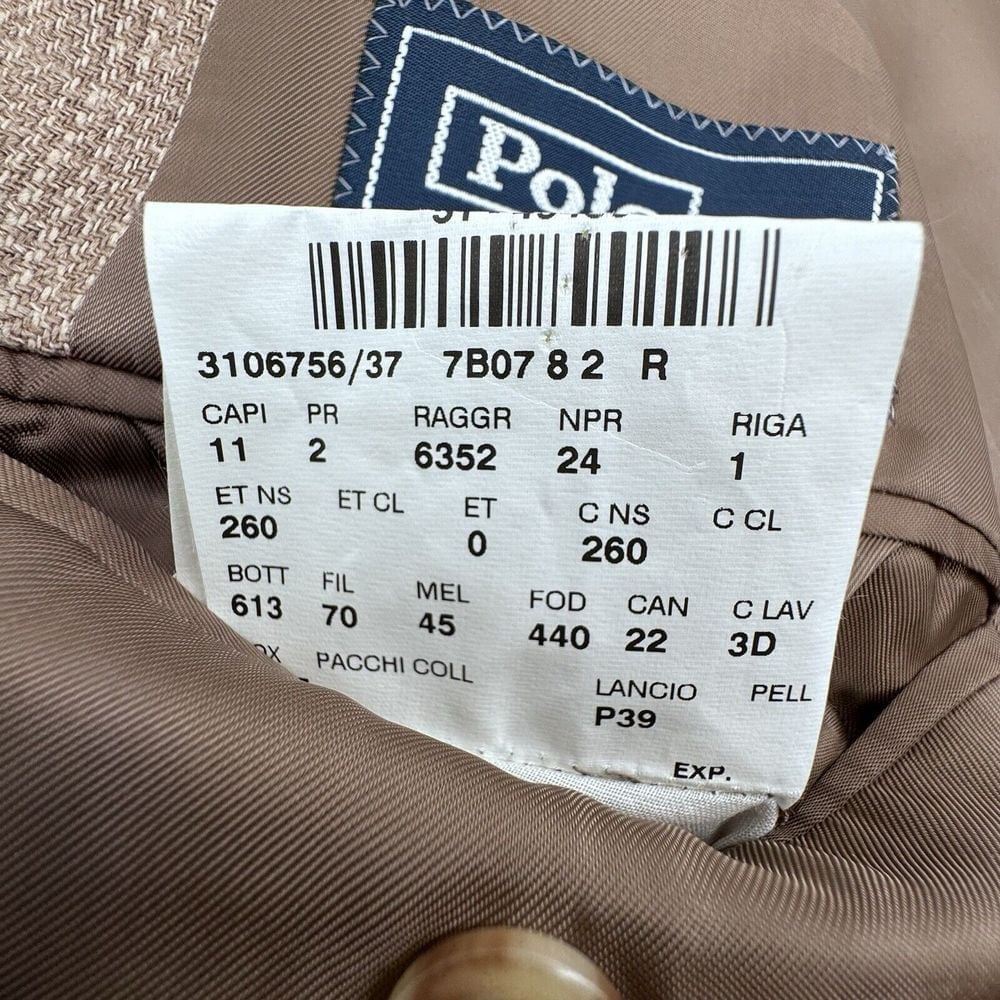 Polo
3106756/37 7B07 8 2 R
CAPI PR RAGGR NPR RIGA
11 2 6352 24 1
ET NS ET CL ET C NS C CL
260 0 260
BOTT FIL MEL FOD CAN C LAV
613 70 45 440 22 3D
PACCHI COLL LANCIO PELL
P39
EXP.